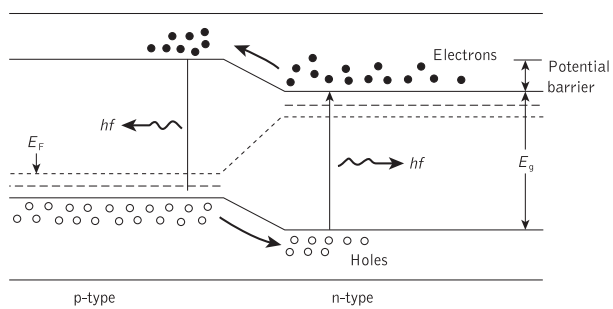 Electrons
Potential
barrier
hf
E_F
hf
E_g
Holes
p-type
n-type